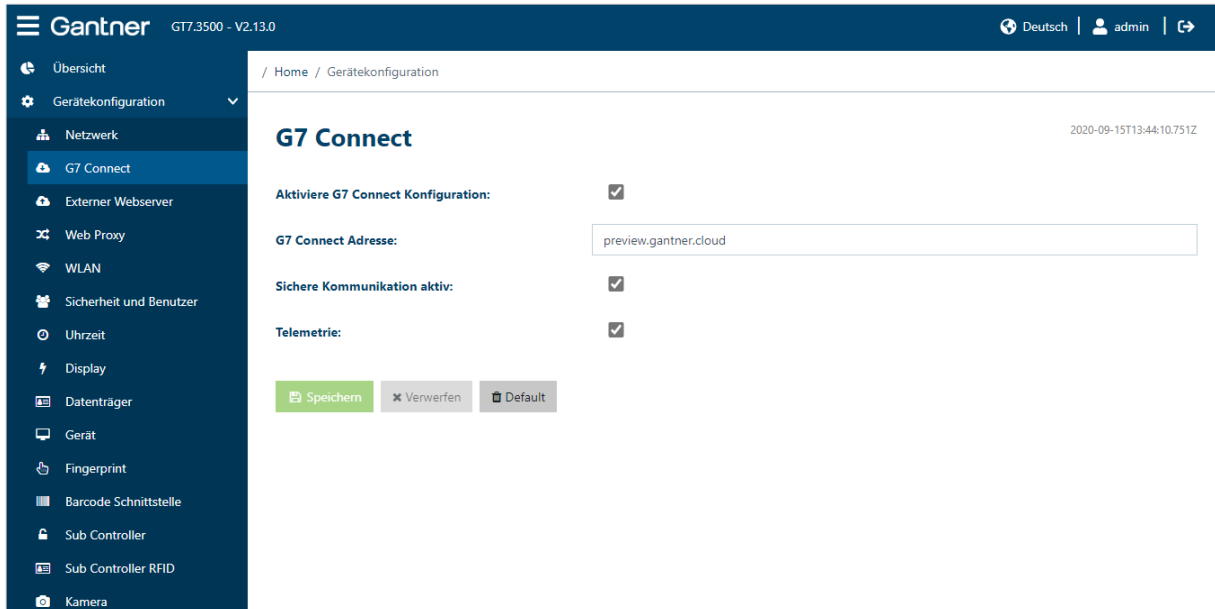 Gantner GT7.3500 - V2.13.0 Deutsch admin
Übersicht
Gerätekonfiguration
Netzwerk
G7 Connect
Externer Webserver
Web Proxy
WLAN
Sicherheit und Benutzer
Uhrzeit
Display
Datenträger
Gerät
Fingerprint
Barcode Schnittstelle
Sub Controller
Sub Controller RFID
Kamera
/ Home / Gerätekonfiguration
G7 Connect
2020-09-15T13:44:10.751Z
Aktiviere G7 Connect Konfiguration:
G7 Connect Adresse: preview.gantner.cloud
Sichere Kommunikation aktiv:
Telemetrie:
Speichern Verwerfen Default